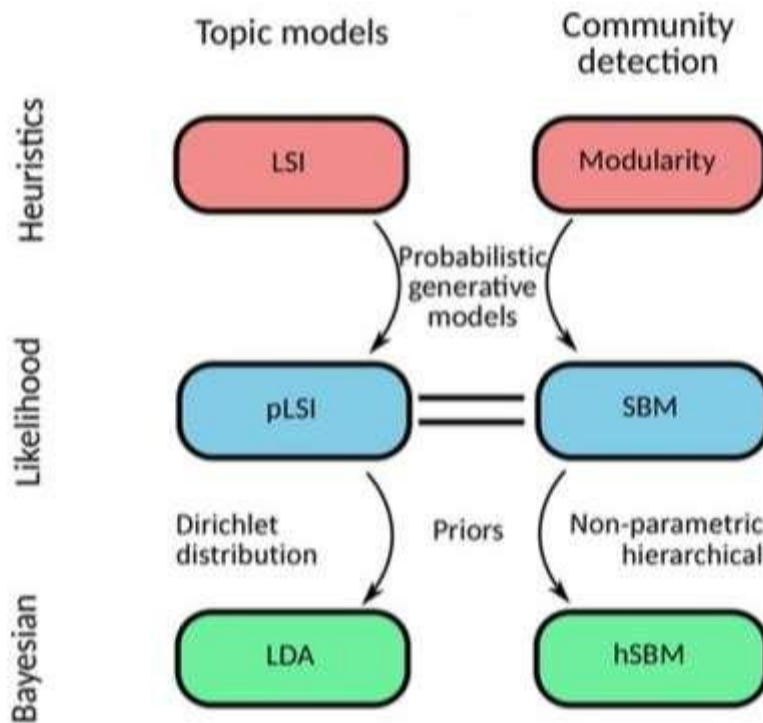 Topic models
Community
detection
Heuristics
LSI
Modularity
Probabilistic
generative
models
Likelihood
pLSI
SBM
Dirichlet
distribution
Priors
Non-parametric
hierarchical
Bayesian
LDA
hSBM